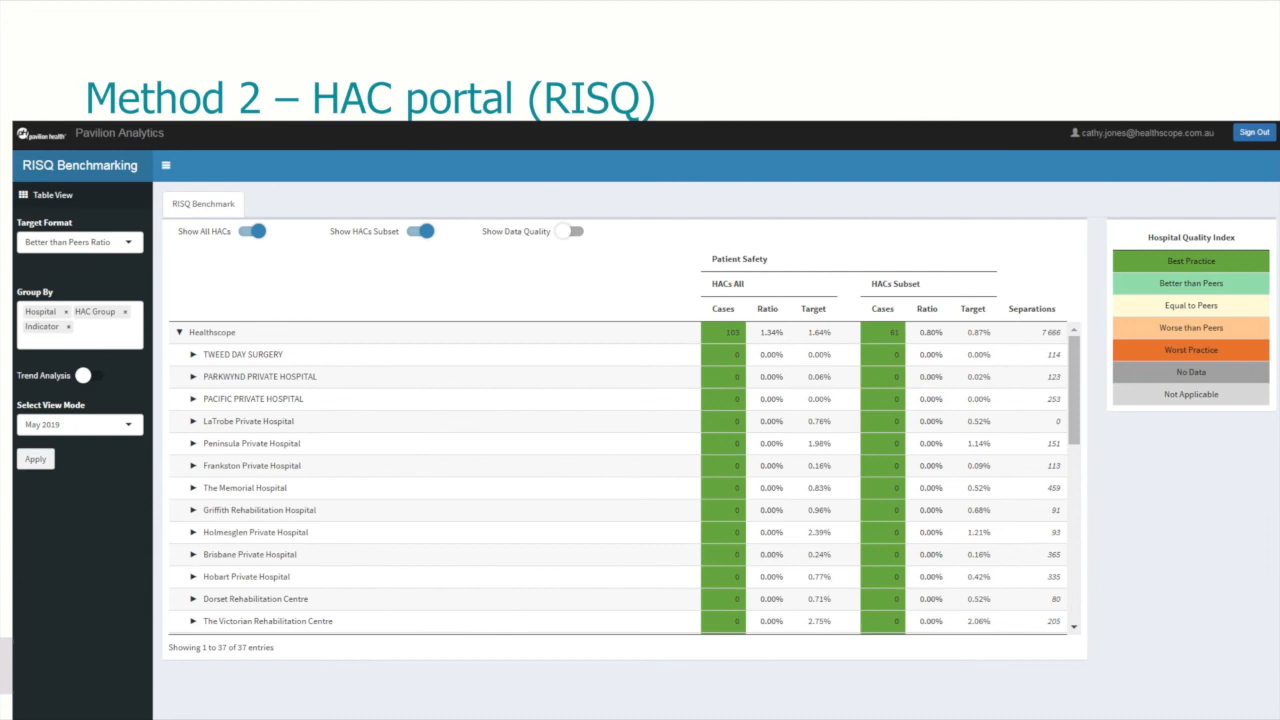 Method 2 – HAC portal (RISQ)
pavilion health Pavilion Analytics cathy.jones@healthscope.com.au Sign Out
RISQ Benchmarking
Table View
Target Format
Better than Peers Ratio
Group By
Hospital × HAC Group ×
Indicator ×
Trend Analysis
Select View Mode
May 2019
Apply
RISQ Benchmark
Show All HACs Show HACs Subset Show Data Quality
Patient Safety
HACs All HACs Subset
Cases Ratio Target Cases Ratio Target Separations
Healthscope 103 1.34% 1.64% 61 0.80% 0.87% 7 666
TWEED DAY SURGERY 0 0.00% 0.00% 0 0.00% 0.00% 114
PARKWYND PRIVATE HOSPITAL 0 0.00% 0.06% 0 0.00% 0.02% 123
PACIFIC PRIVATE HOSPITAL 0 0.00% 0.00% 0 0.00% 0.00% 253
LaTrobe Private Hospital 0 0.00% 0.76% 0 0.00% 0.52% 0
Peninsula Private Hospital 0 0.00% 1.98% 0 0.00% 1.14% 151
Frankston Private Hospital 0 0.00% 0.16% 0 0.00% 0.09% 113
The Memorial Hospital 0 0.00% 0.83% 0 0.00% 0.52% 459
Griffith Rehabilitation Hospital 0 0.00% 0.96% 0 0.00% 0.68% 91
Holmesglen Private Hospital 0 0.00% 2.39% 0 0.00% 1.21% 93
Brisbane Private Hospital 0 0.00% 0.24% 0 0.00% 0.16% 365
Hobart Private Hospital 0 0.00% 0.77% 0 0.00% 0.42% 335
Dorset Rehabilitation Centre 0 0.00% 0.71% 0 0.00% 0.52% 80
The Victorian Rehabilitation Centre 0 0.00% 2.75% 0 0.00% 2.06% 205
Showing 1 to 37 of 37 entries
Hospital Quality Index
Best Practice
Better than Peers
Equal to Peers
Worse than Peers
Worst Practice
No Data
Not Applicable